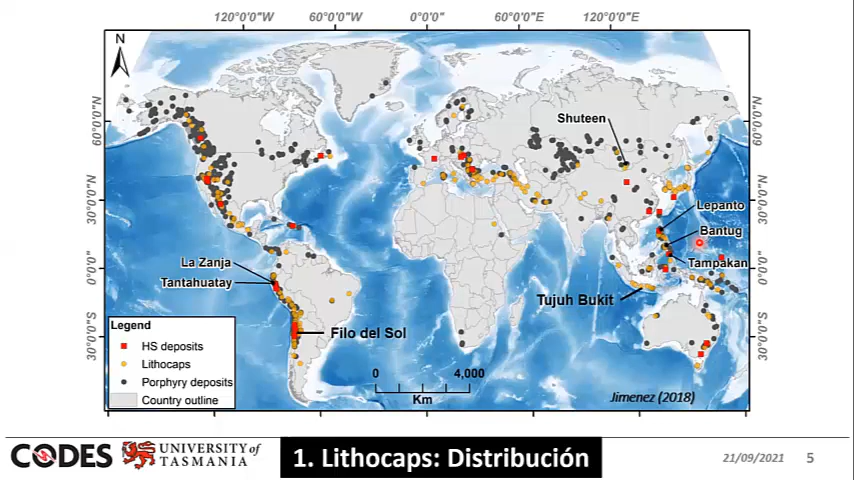 120°0'0"W 60°0'0"W 0°0'0" 60°0'0"E 120°0'0"E
N
60°0'0"N
60°0'0"N
Shuteen
30°0'0"N
30°0'0"N
Lepanto
Bantug
La Zanja
Tampakan
0°0'0"
0°0'0"
Tantahuatay
Tujuh Bukit
Legend
Filo del Sol
30°0'0"S
30°0'0"S
HS deposits
Lithocaps
0 4,000
Porphyry deposits
Km
Country outline
Jimenez (2018)
CODES
UNIVERSITY of
TASMANIA
1. Lithocaps: Distribución
21/09/2021 5